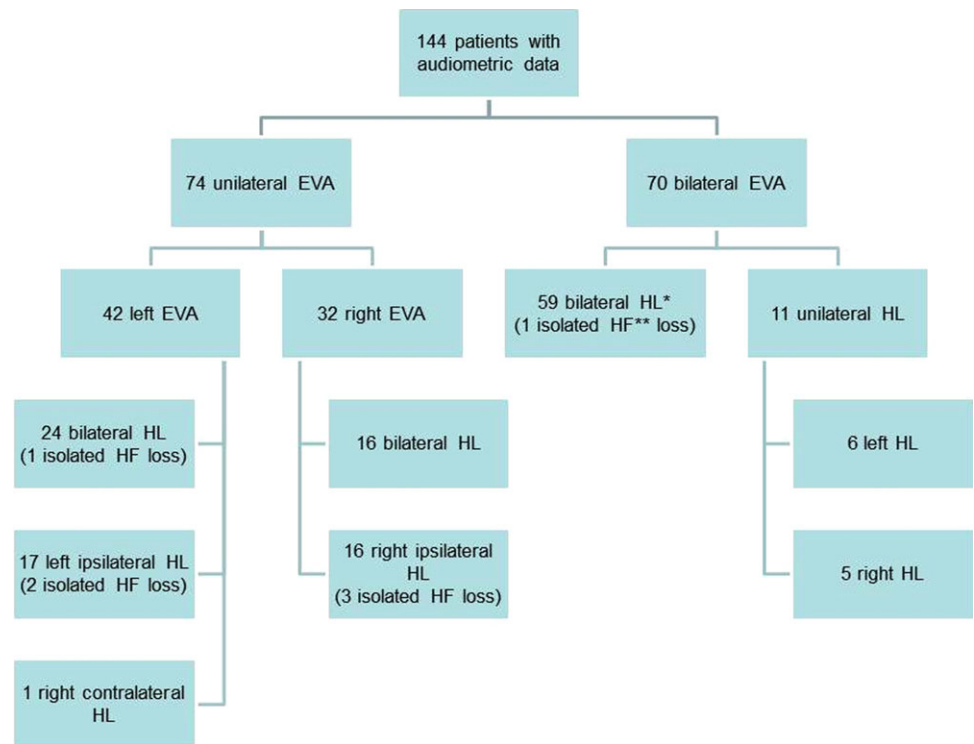 144 patients with
audiometric data
74 unilateral EVA
70 bilateral EVA
42 left EVA
32 right EVA
59 bilateral HL*
(1 isolated HF** loss)
11 unilateral HL
24 bilateral HL
(1 isolated HF loss)
16 bilateral HL
6 left HL
17 left ipsilateral HL
(2 isolated HF loss)
16 right ipsilateral
HL
(3 isolated HF loss)
5 right HL
1 right contralateral
HL